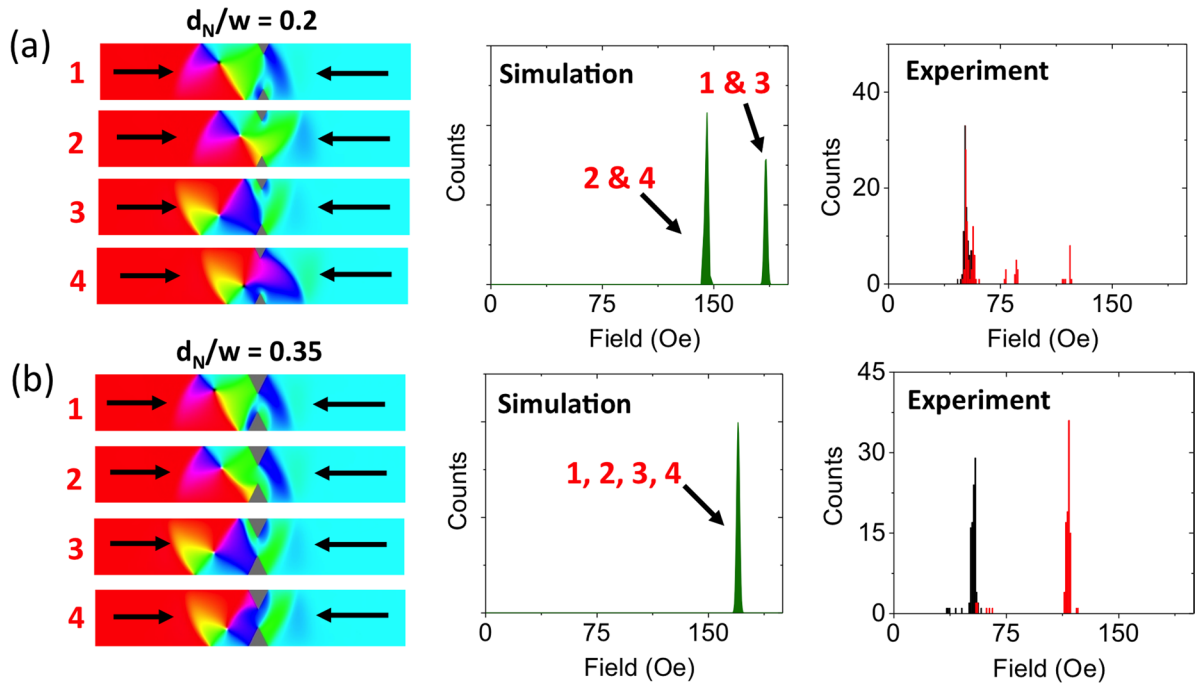 (a)
d_N/w = 0.2
1
2
3
4
Simulation
1 & 3
2 & 4
Counts
0 75 150
Field (Oe)
Experiment
Counts
40
20
0
0 75 150
Field (Oe)
(b)
d_N/w = 0.35
1
2
3
4
Simulation
1, 2, 3, 4
Counts
0 75 150
Field (Oe)
Experiment
Counts
45
30
15
0
0 75 150
Field (Oe)